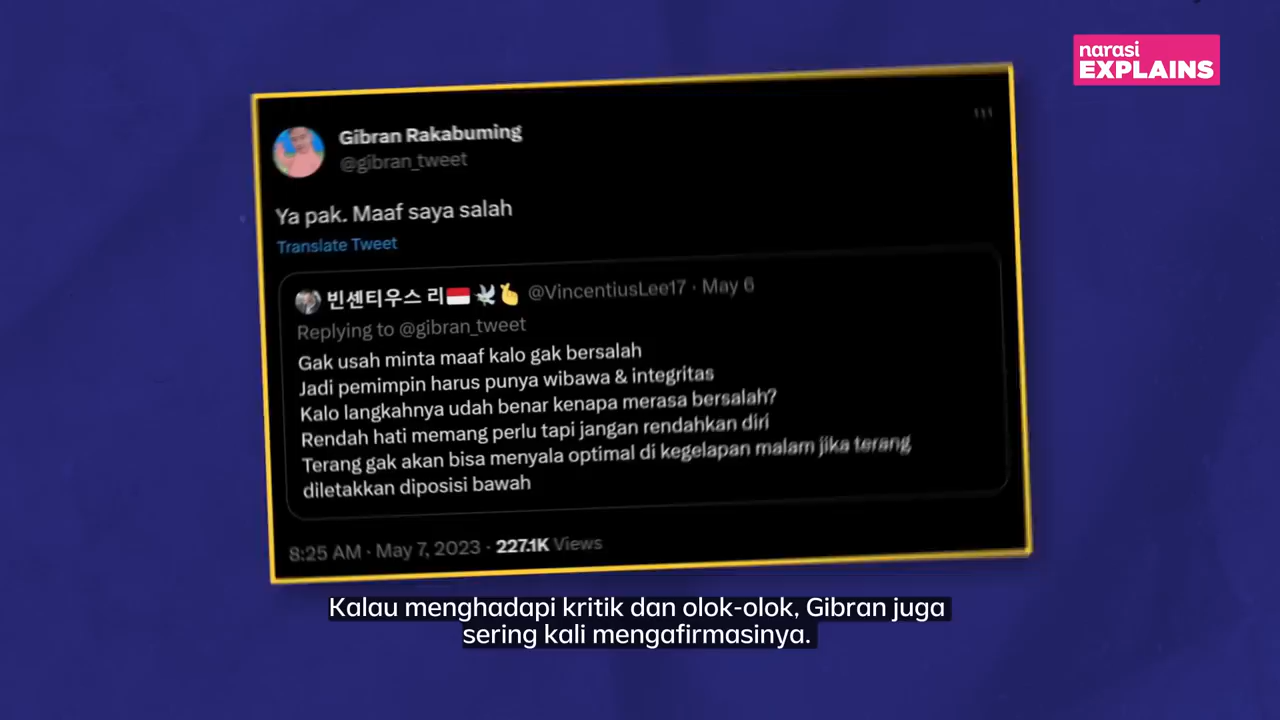 narasi
EXPLAINS
Gibran Rakabuming
@gibran_tweet
Ya pak. Maaf saya salah
Translate Tweet
빈센티우스 리🇮🇩🕊️🫰 @VincentiusLee17 · May 6
Replying to @gibran_tweet
Gak usah minta maaf kalo gak bersalah
Jadi pemimpin harus punya wibawa & integritas
Kalo langkahnya udah benar kenapa merasa bersalah?
Rendah hati memang perlu tapi jangan rendahkan diri
Terang gak akan bisa menyala optimal di kegelapan malam jika terang
diletakkan diposisi bawah
8:25 AM · May 7, 2023 · 227.1K Views
Kalau menghadapi kritik dan olok-olok, Gibran juga
sering kali mengafirmasinya.